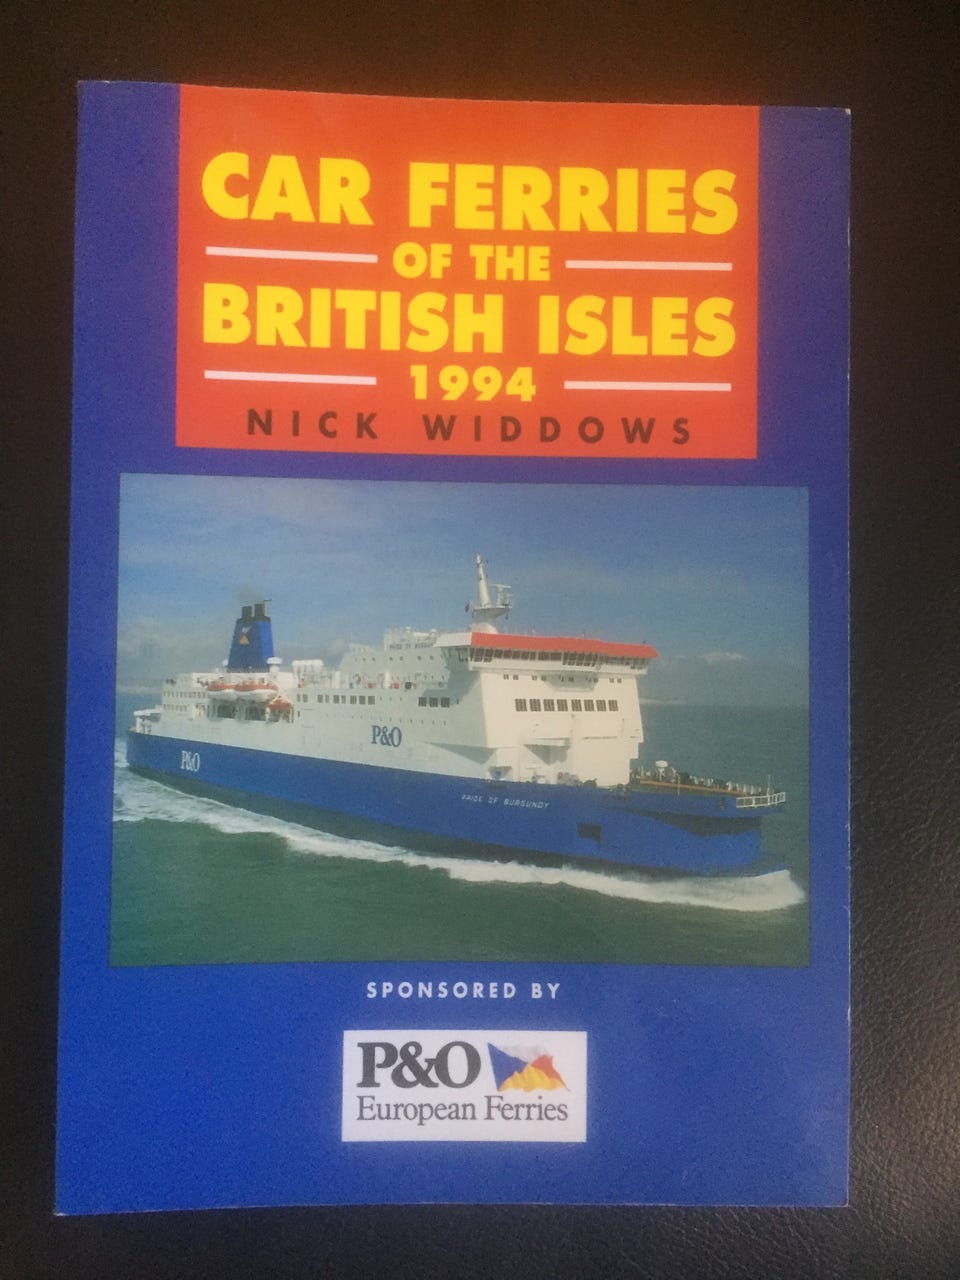 CAR FERRIES
OF THE
BRITISH ISLES
1994
NICK WIDDOWS
P&O
P&O
PRIDE OF BURGUNDY
SPONSORED BY
P&O
European Ferries